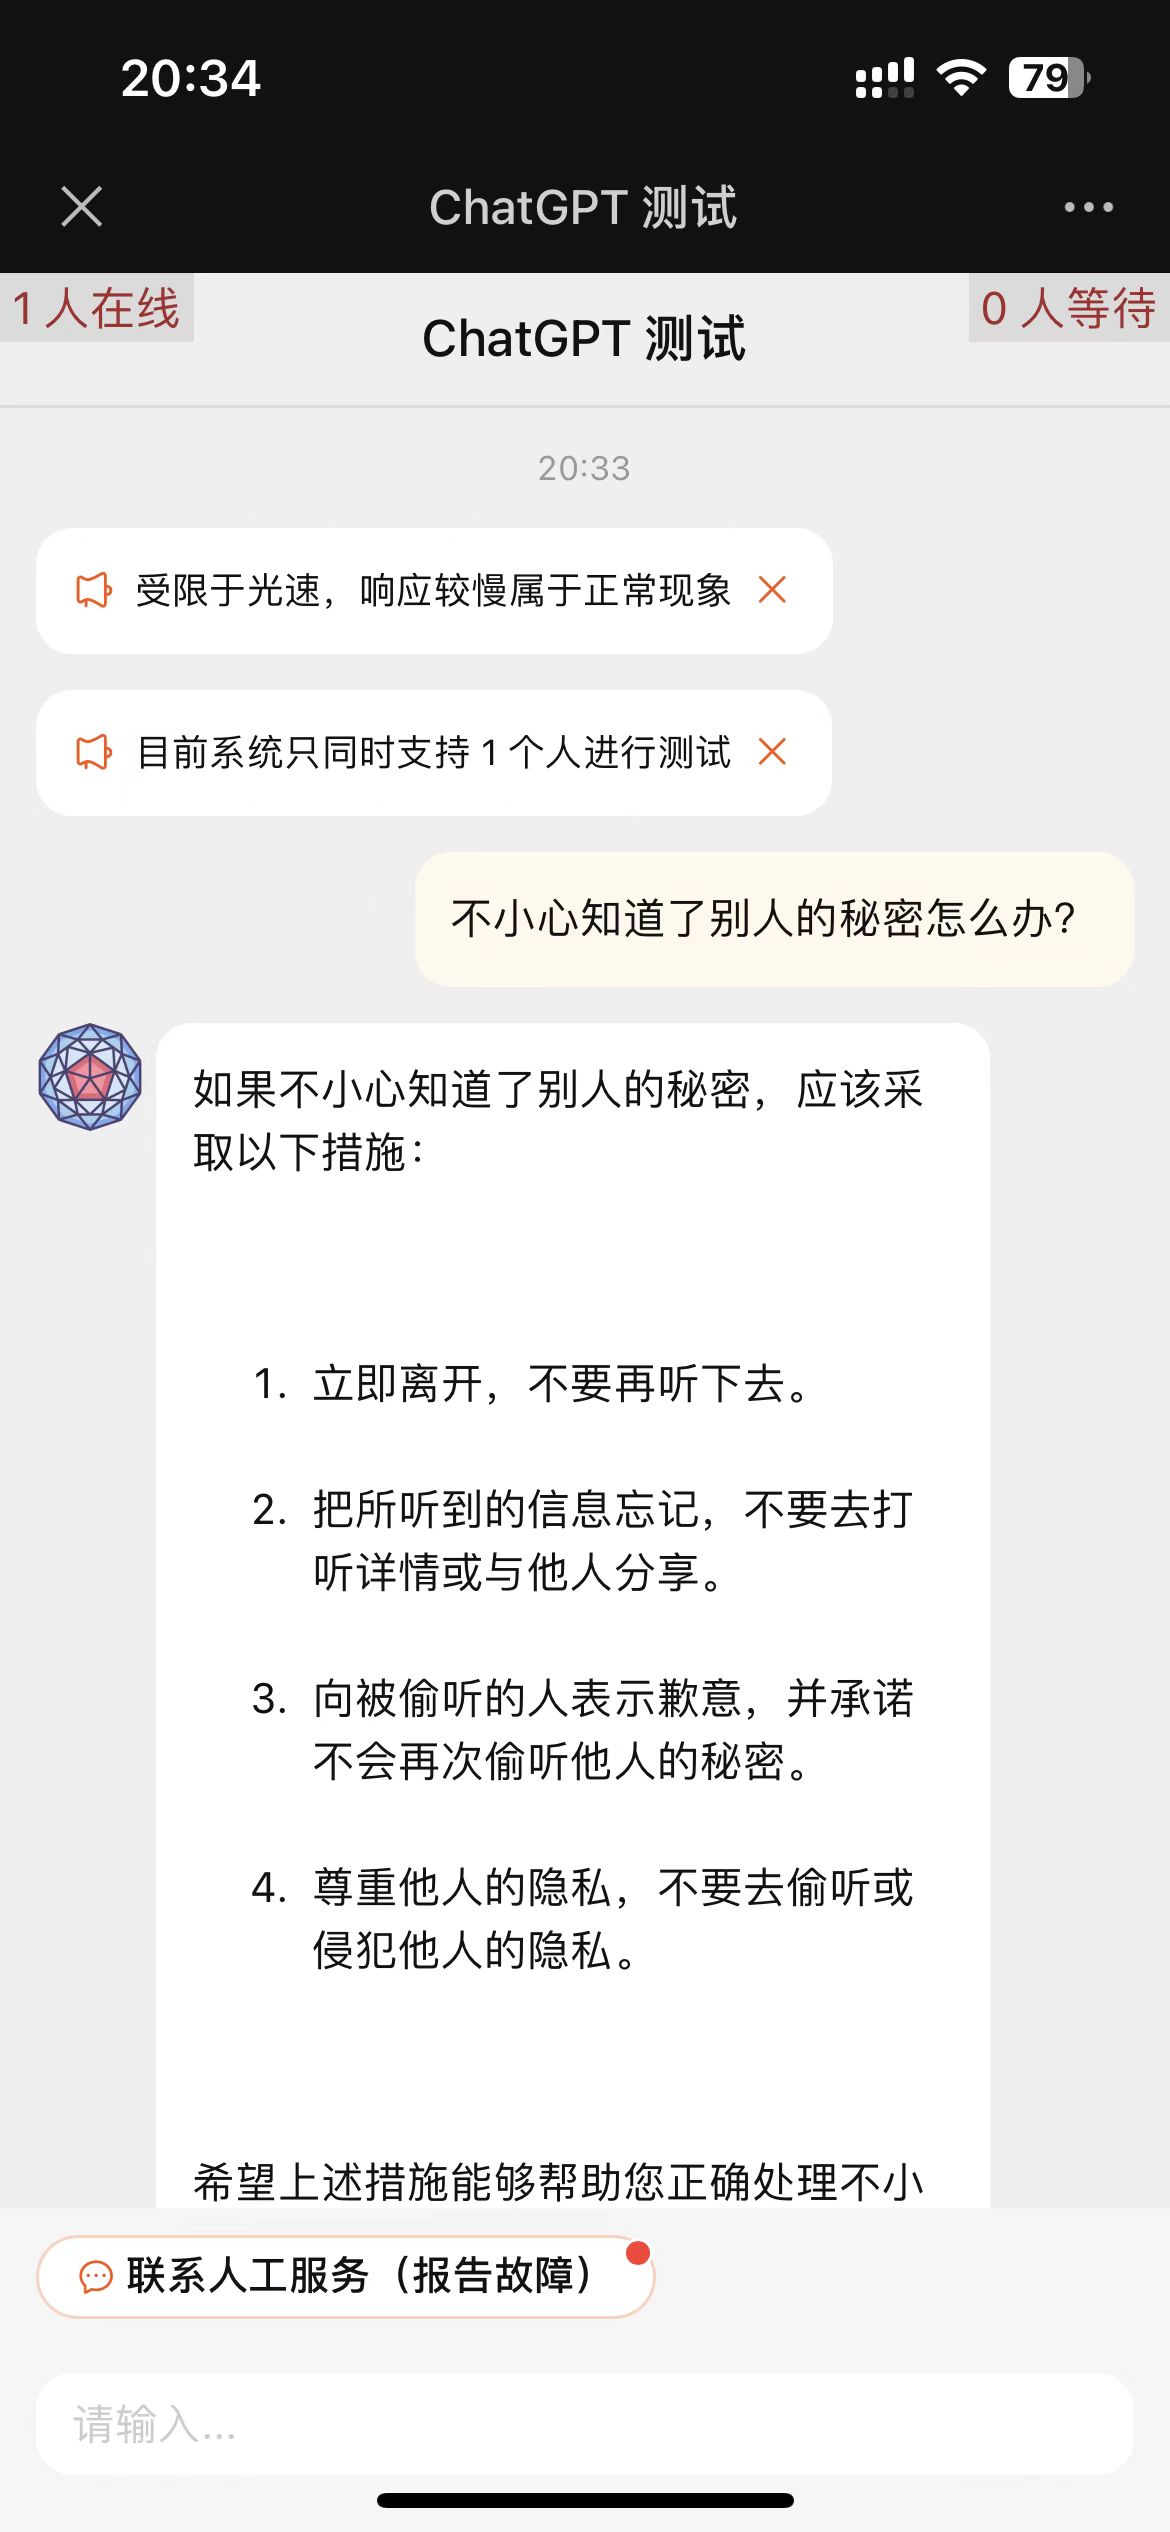 20:34
79
ChatGPT 测试
1 人在线
0 人等待
ChatGPT 测试
20:33
受限于光速，响应较慢属于正常现象
目前系统只同时支持 1 个人进行测试
不小心知道了别人的秘密怎么办?
如果不小心知道了别人的秘密，应该采
取以下措施：
1. 立即离开，不要再听下去。
2. 把所听到的信息忘记，不要去打
听详情或与他人分享。
3. 向被偷听的人表示歉意，并承诺
不会再次偷听他人的秘密。
4. 尊重他人的隐私，不要去偷听或
侵犯他人的隐私。
希望上述措施能够帮助您正确处理不小
联系人工服务（报告故障）
请输入...